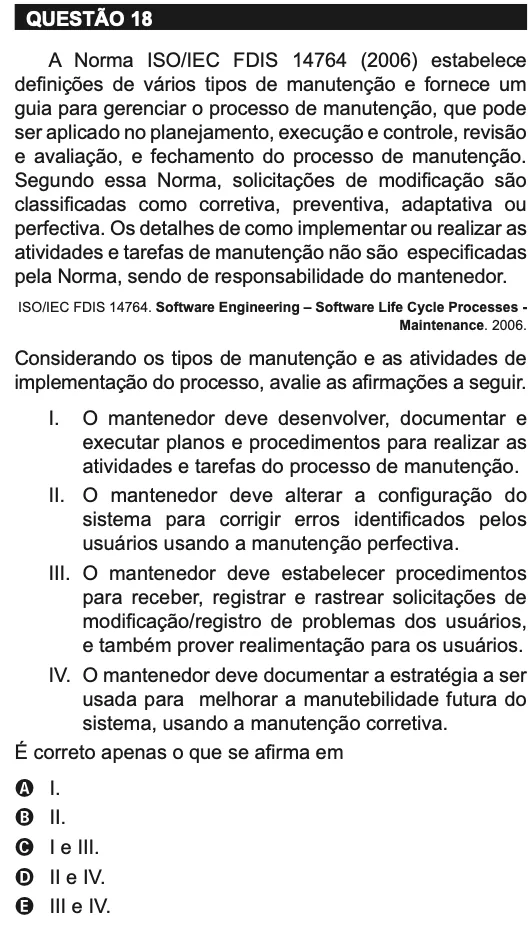 QUESTÃO 18
A Norma ISO/IEC FDIS 14764 (2006) estabelece
definições de vários tipos de manutenção e fornece um
guia para gerenciar o processo de manutenção, que pode
ser aplicado no planejamento, execução e controle, revisão
e avaliação, e fechamento do processo de manutenção.
Segundo essa Norma, solicitações de modificação são
classificadas como corretiva, preventiva, adaptativa ou
perfectiva. Os detalhes de como implementar ou realizar as
atividades e tarefas de manutenção não são especificadas
pela Norma, sendo de responsabilidade do mantenedor.
ISO/IEC FDIS 14764. Software Engineering – Software Life Cycle Processes -
Maintenance. 2006.
Considerando os tipos de manutenção e as atividades de
implementação do processo, avalie as afirmações a seguir.
I. O mantenedor deve desenvolver, documentar e
executar planos e procedimentos para realizar as
atividades e tarefas do processo de manutenção.
II. O mantenedor deve alterar a configuração do
sistema para corrigir erros identificados pelos
usuários usando a manutenção perfectiva.
III. O mantenedor deve estabelecer procedimentos
para receber, registrar e rastrear solicitações de
modificação/registro de problemas dos usuários,
e também prover realimentação para os usuários.
IV. O mantenedor deve documentar a estratégia a ser
usada para melhorar a manutebilidade futura do
sistema, usando a manutenção corretiva.
É correto apenas o que se afirma em
A I.
B II.
C I e III.
D II e IV.
E III e IV.